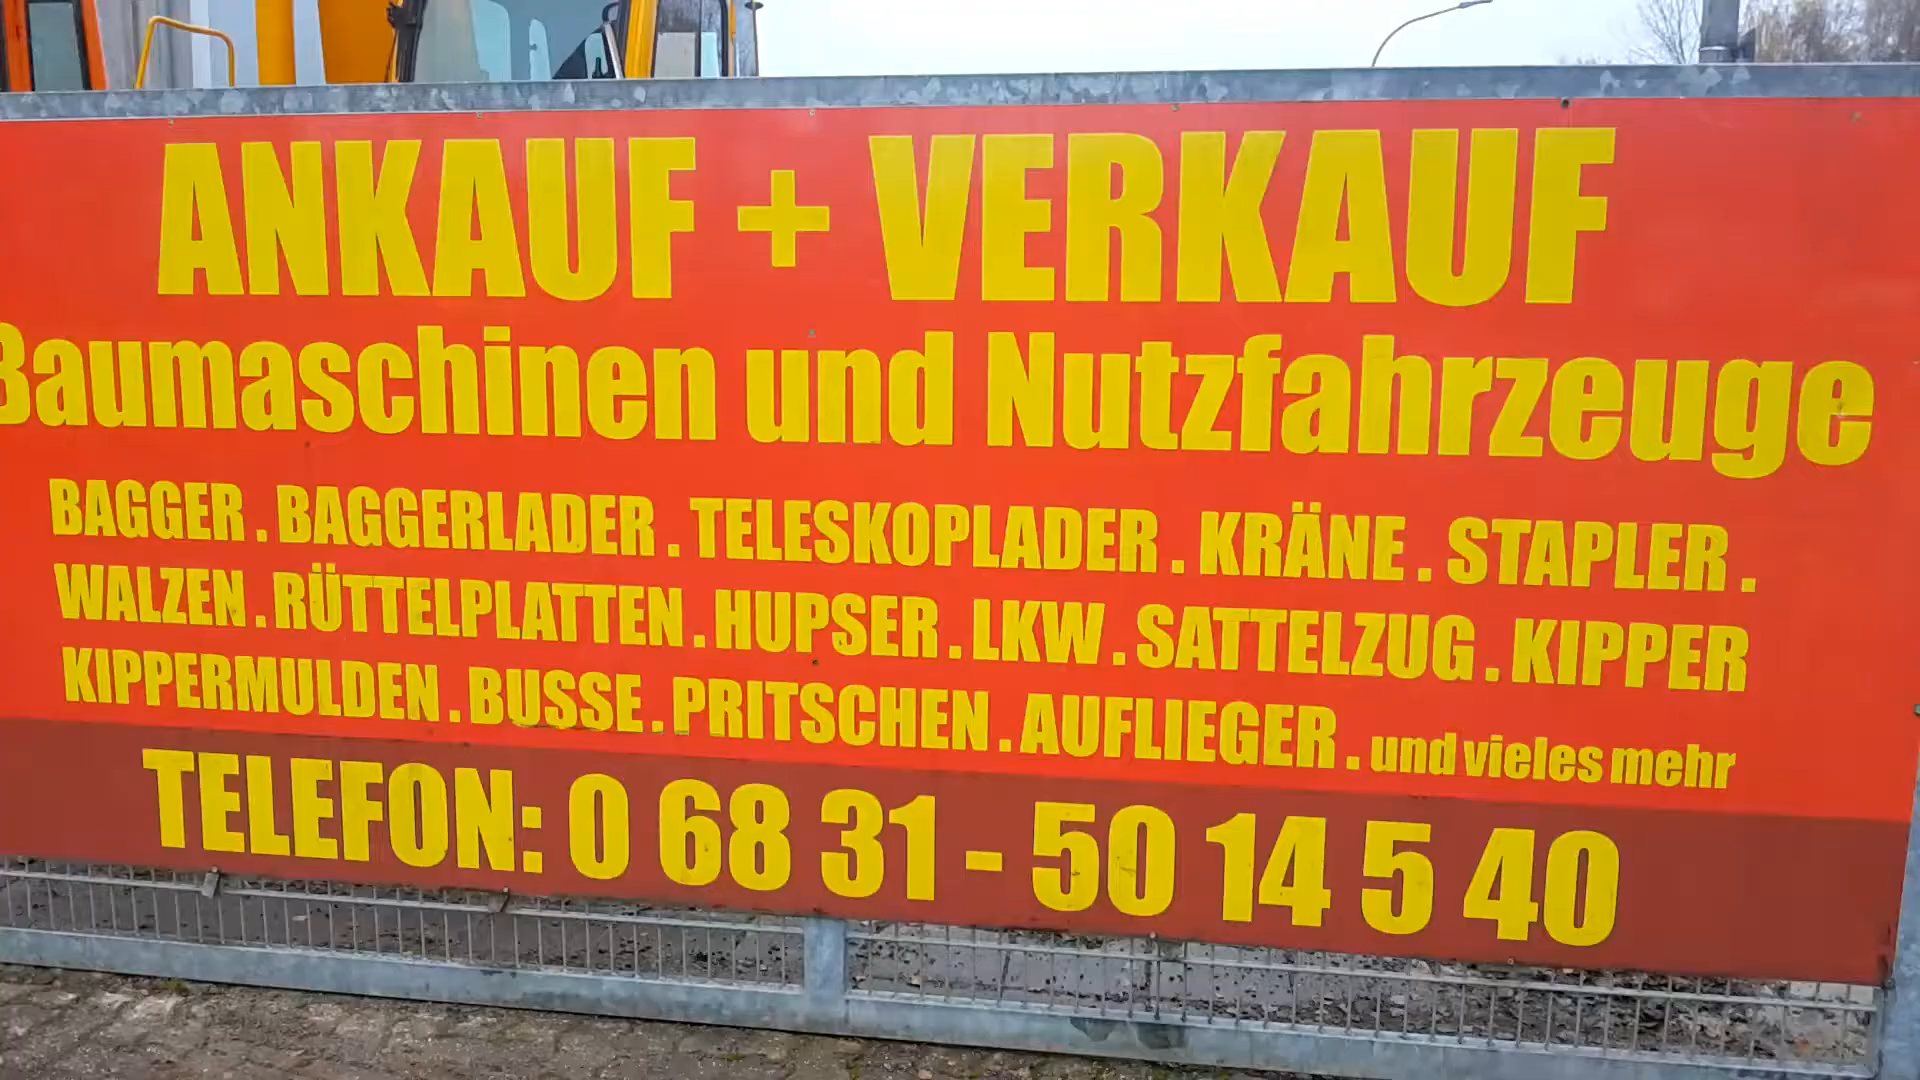 ANKAUF + VERKAUF
Baumaschinen und Nutzfahrzeuge
BAGGER . BAGGERLADER . TELESKOPLADER . KRÄNE . STAPLER .
WALZEN . RÜTTELPLATTEN . HUPSER . LKW . SATTELZUG . KIPPER
KIPPERMULDEN . BUSSE . PRITSCHEN . AUFLIEGER . und vieles mehr
TELEFON: 0 68 31 - 50 14 5 40